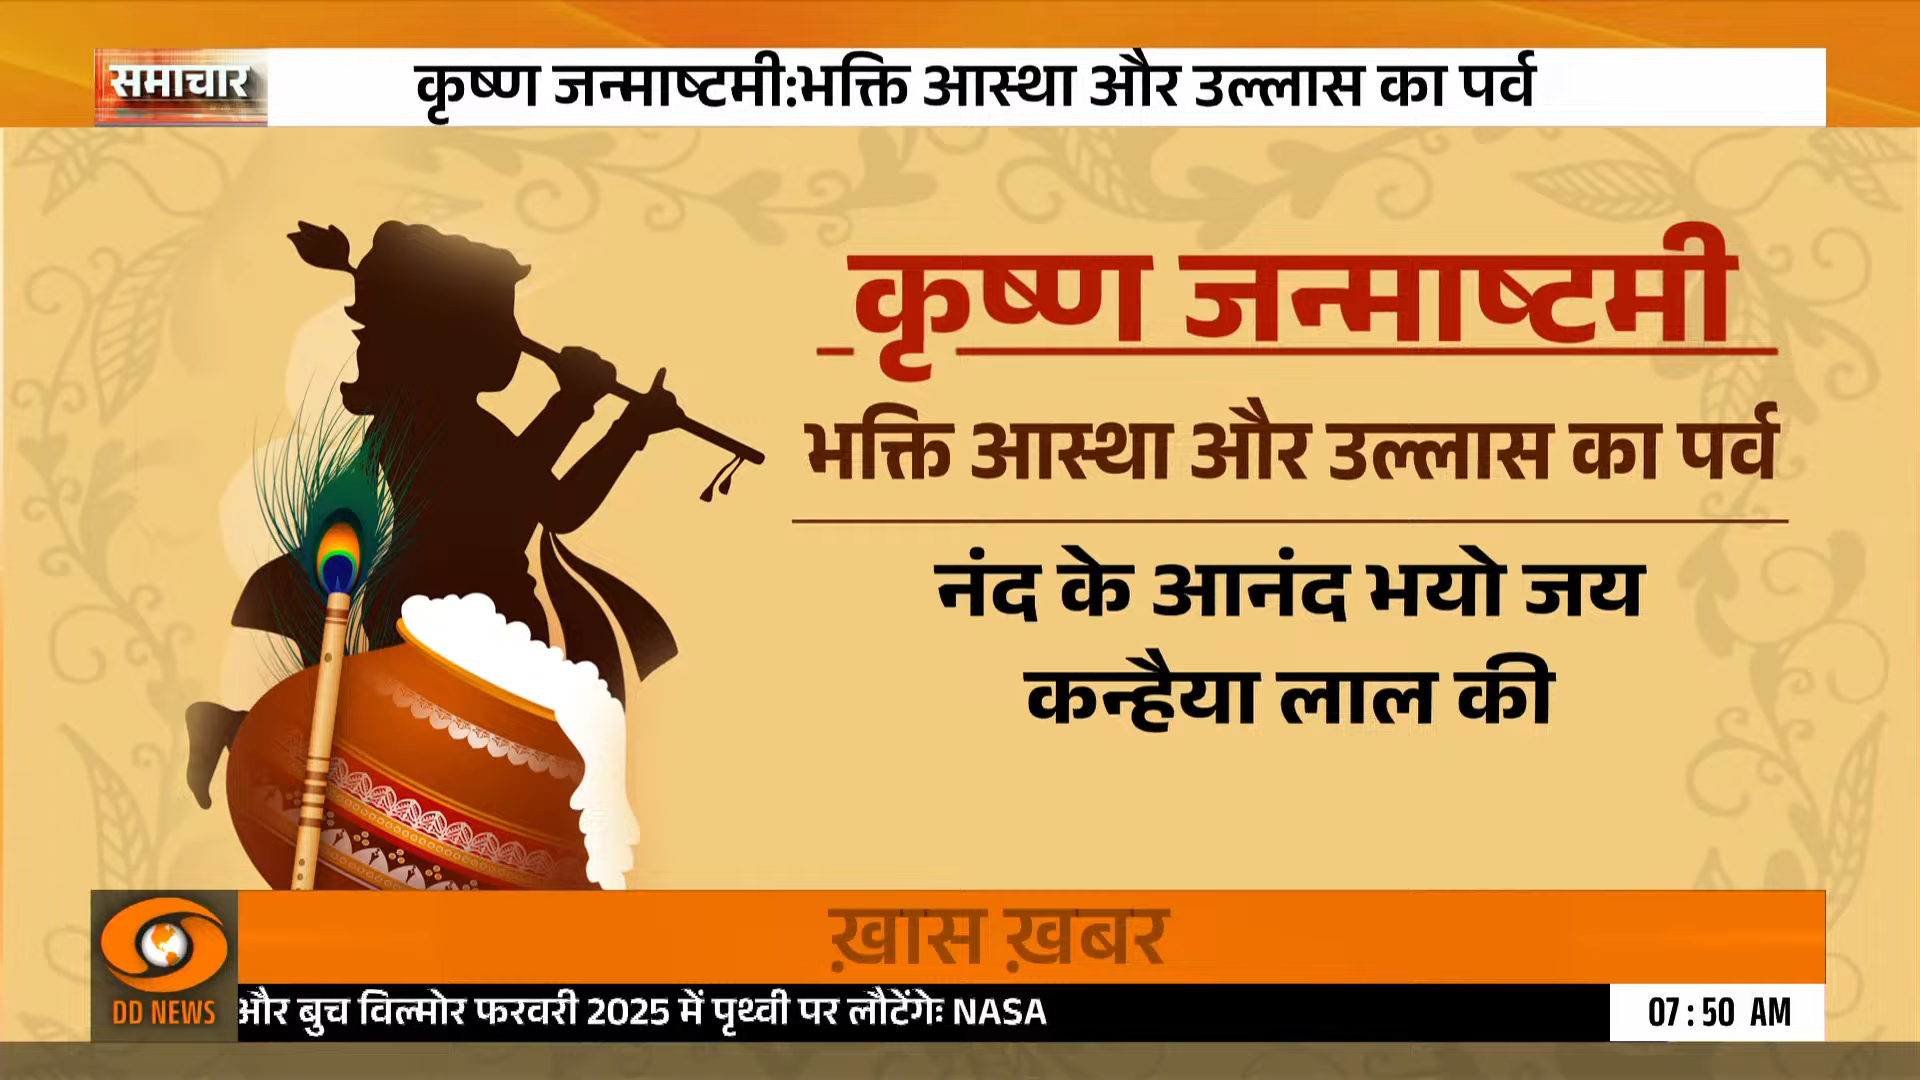 समाचार
कृष्ण जन्माष्टमी:भक्ति आस्था और उल्लास का पर्व
कृष्ण जन्माष्टमी
भक्ति आस्था और उल्लास का पर्व
नंद के आनंद भयो जय
कन्हैया लाल की
ख़ास ख़बर
DD NEWS
और बुच विल्मोर फरवरी 2025 में पृथ्वी पर लौटेंगेः NASA
07:50 AM